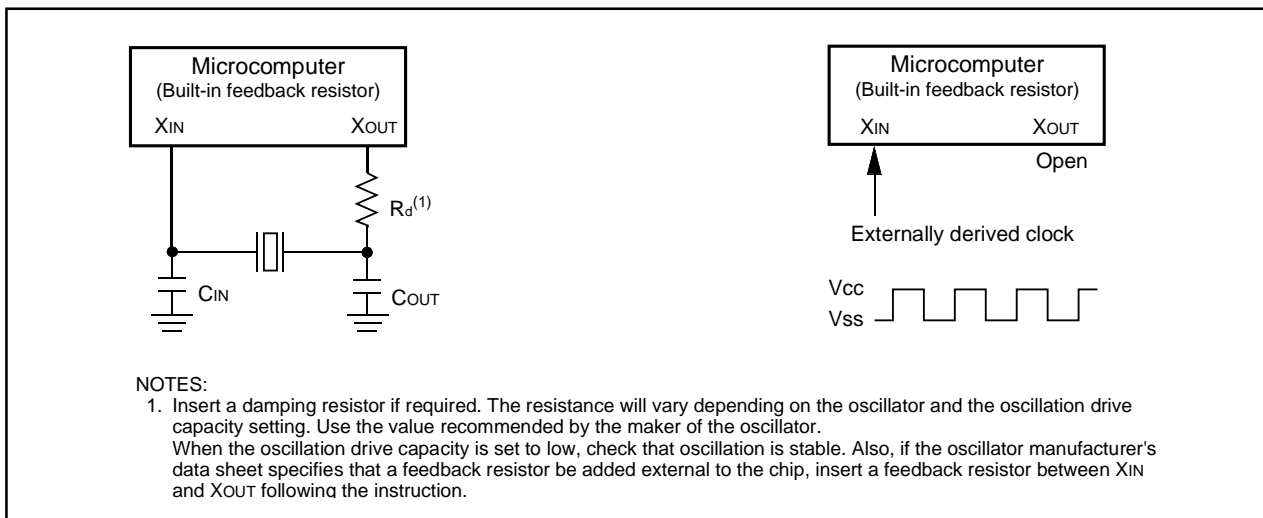 Microcomputer
(Built-in feedback resistor)
XIN XOUT
Rd(1)
CIN
COUT
Microcomputer
(Built-in feedback resistor)
XIN XOUT
Open
Externally derived clock
Vcc
Vss
NOTES:
1. Insert a damping resistor if required. The resistance will vary depending on the oscillator and the oscillation drive
capacity setting. Use the value recommended by the maker of the oscillator.
When the oscillation drive capacity is set to low, check that oscillation is stable. Also, if the oscillator manufacturer's
data sheet specifies that a feedback resistor be added external to the chip, insert a feedback resistor between XIN
and XOUT following the instruction.